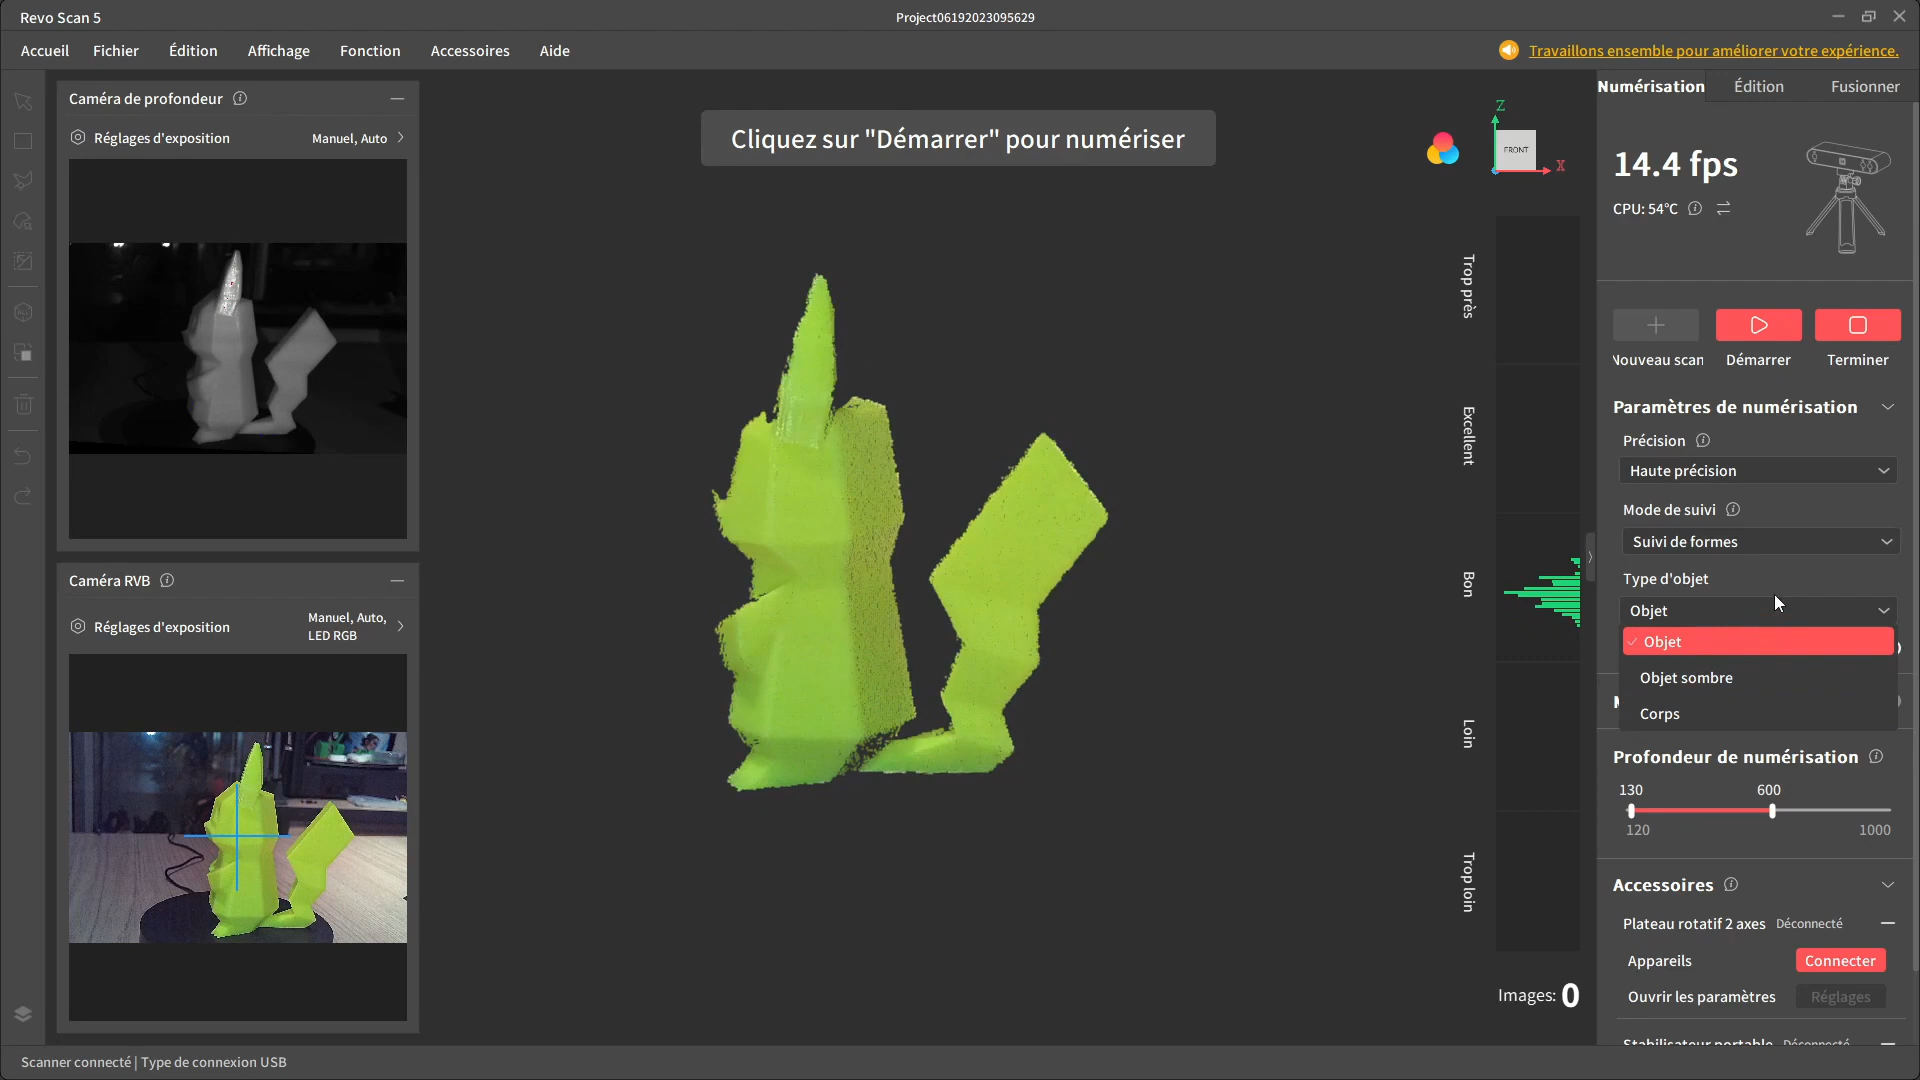 Revo Scan 5
Project06192023095629
Accueil Fichier Édition Affichage Fonction Accessoires Aide
Travaillons ensemble pour améliorer votre expérience.
Caméra de profondeur
Réglages d'exposition Manuel, Auto
Caméra RVB
Réglages d'exposition Manuel, Auto,
LED RGB
Cliquez sur "Démarrer" pour numériser
Z
FRONT
X
Trop près
Excellent
Bon
Loin
Trop loin
Images: 0
Numérisation Édition Fusionner
14.4 fps
CPU: 54°C
Nouveau scan Démarrer Terminer
Paramètres de numérisation
Précision
Haute précision
Mode de suivi
Suivi de formes
Type d'objet
Objet
Objet
Objet sombre
Corps
Profondeur de numérisation
130 600
120 1000
Accessoires
Plateau rotatif 2 axes Déconnecté
Appareils Connecter
Ouvrir les paramètres Réglages
Stabilisateur portable Déconnecté
Scanner connecté | Type de connexion USB